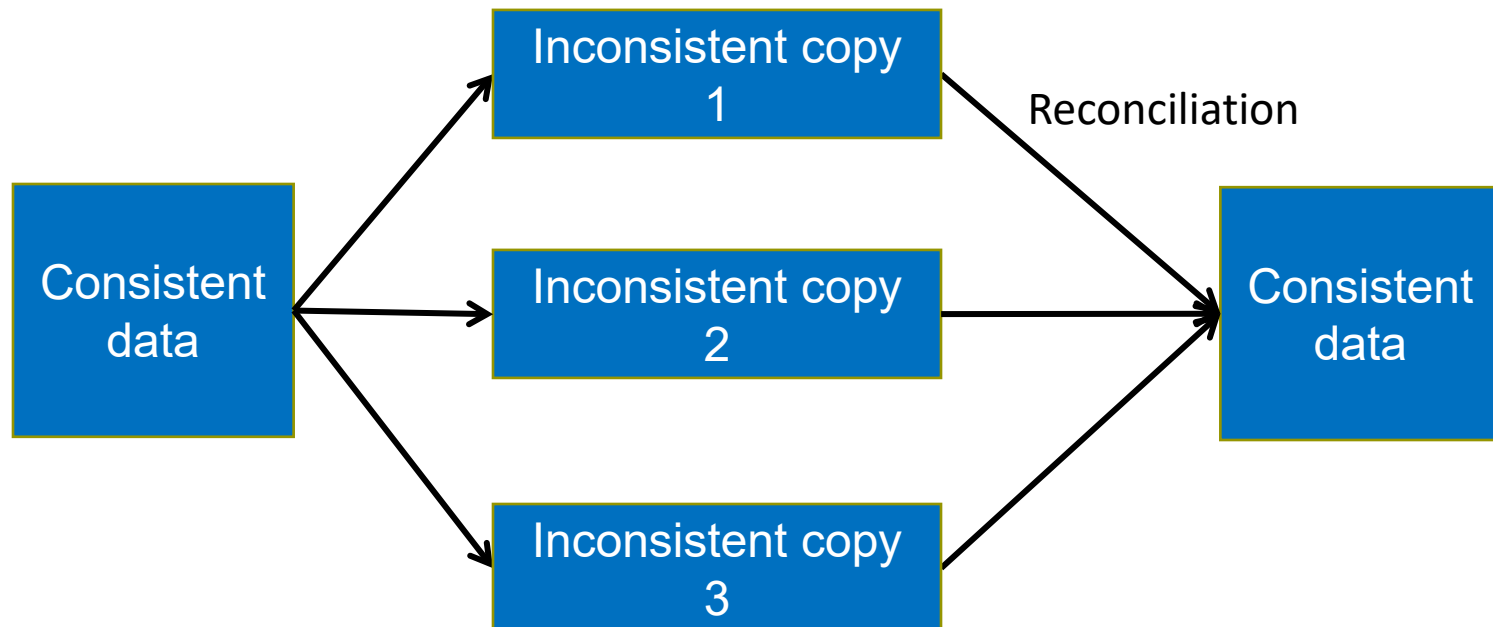 Inconsistent copy
1
Reconciliation
Consistent
data
Inconsistent copy
2
Consistent
data
Inconsistent copy
3